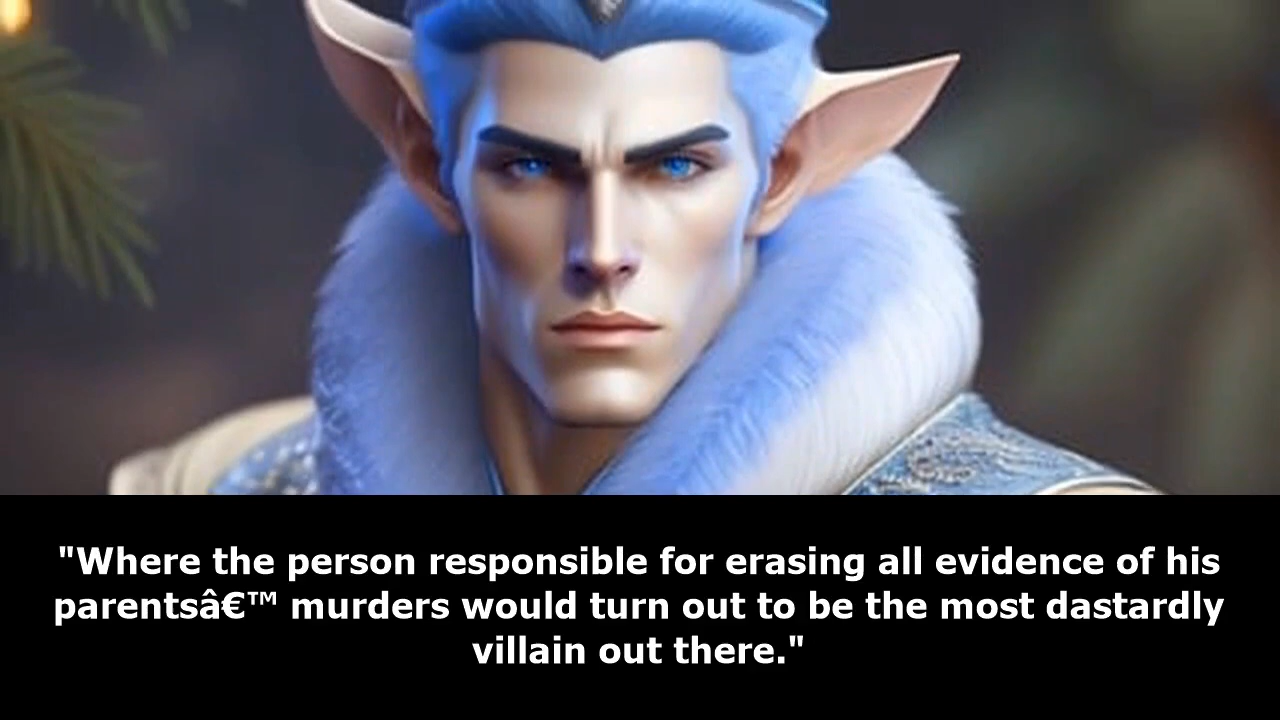 "Where the person responsible for erasing all evidence of his
parentsâ€™ murders would turn out to be the most dastardly
villain out there."